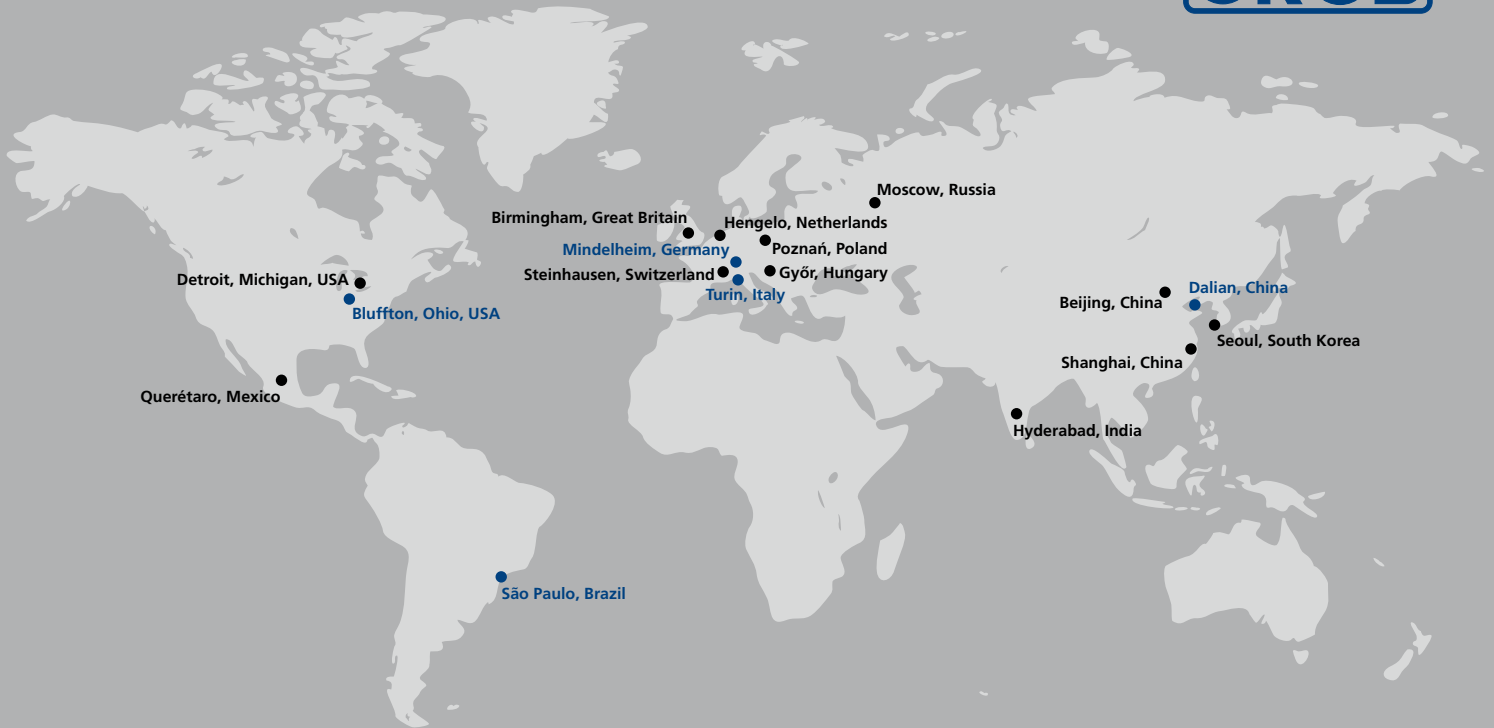 Moscow, Russia
Birmingham, Great Britain
Hengelo, Netherlands
Mindelheim, Germany
Poznań, Poland
Steinhausen, Switzerland
Győr, Hungary
Detroit, Michigan, USA
Turin, Italy
Dalian, China
Beijing, China
Bluffton, Ohio, USA
Seoul, South Korea
Shanghai, China
Querétaro, Mexico
Hyderabad, India
São Paulo, Brazil